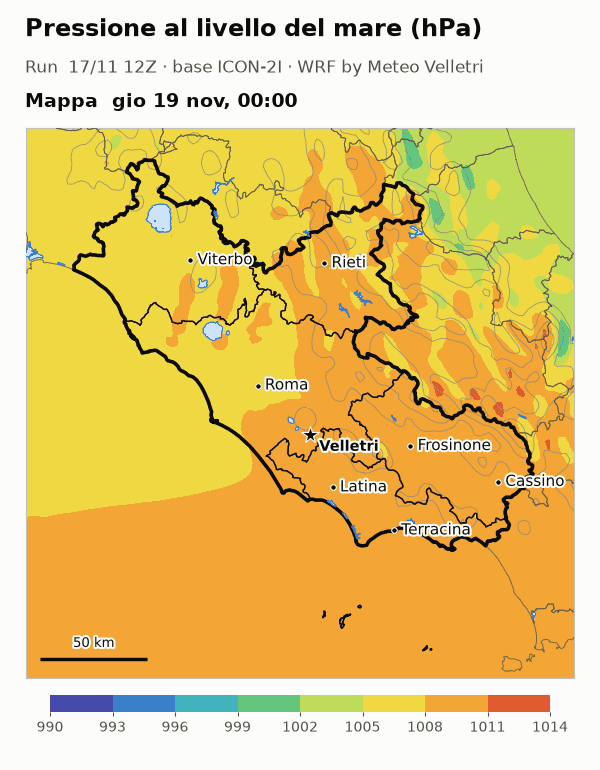 Pressione al livello del mare (hPa)
Run  17/11 12Z · base ICON-2I · WRF by Meteo Velletri
Mappa  gio 19 nov, 00:00
Viterbo
Rieti
Roma
Velletri
Frosinone
Cassino
Latina
Terracina
50 km
990 993 996 999 1002 1005 1008 1011 1014